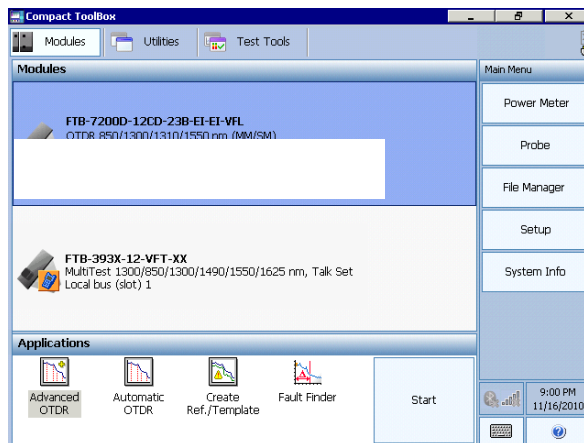 Compact ToolBox
Modules
Utilities
Test Tools
Modules
FTB-7200D-12CD-23B-EI-EI-VFL
OTDR 850/1300/1310/1550 nm (MM/SM)
FTB-393X-12-VFT-XX
MultiTest 1300/850/1300/1490/1550/1625 nm, Talk Set
Local bus (slot) 1
Applications
Advanced
OTDR
Automatic
OTDR
Create
Ref./Template
Fault Finder
Start
Main Menu
Power Meter
Probe
File Manager
Setup
System Info
9:00 PM
11/16/2010